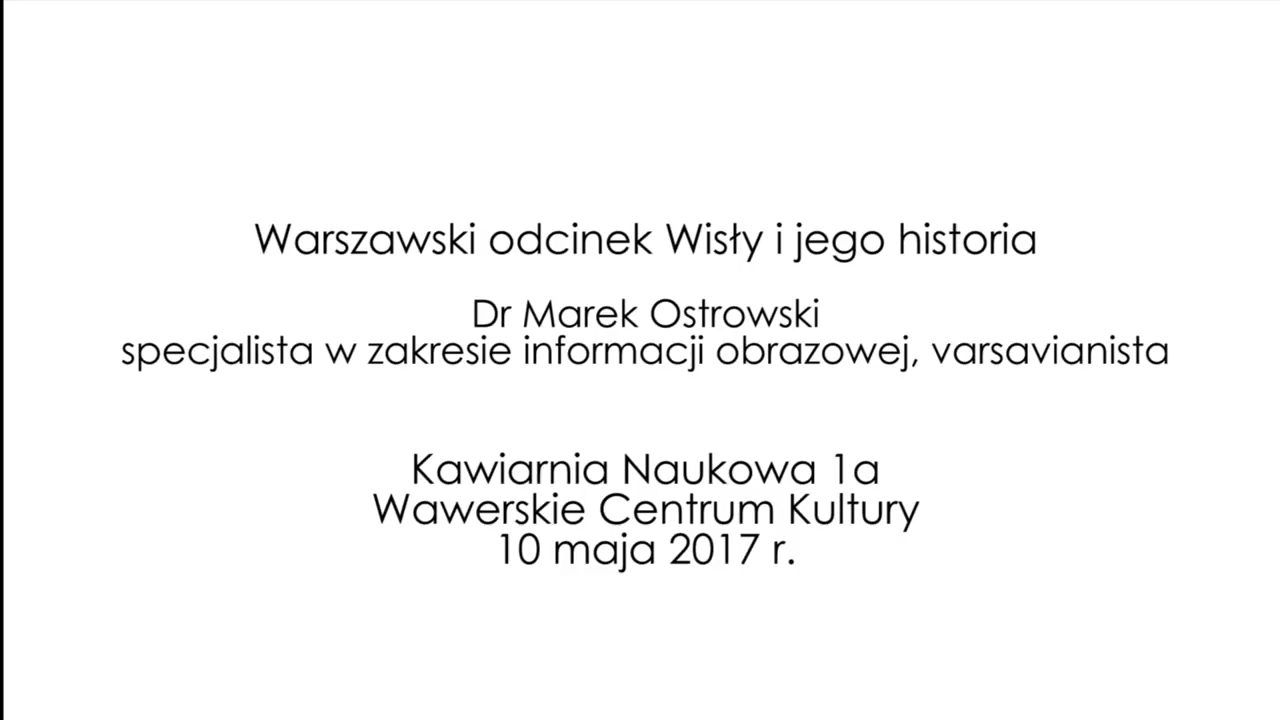 Warszawski odcinek Wisły i jego historia
Dr Marek Ostrowski
specjalista w zakresie informacji obrazowej, varsavianista
Kawiarnia Naukowa 1a
Wawerskie Centrum Kultury
10 maja 2017 r.